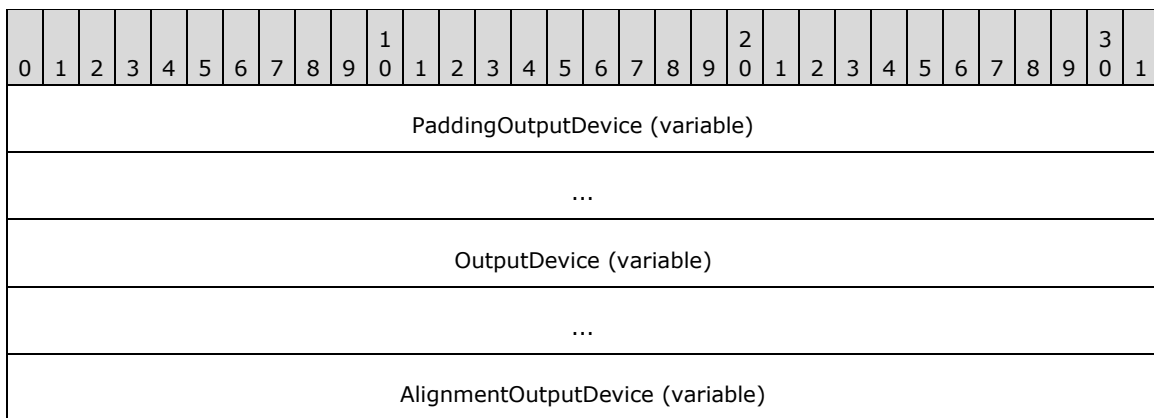 1 2 3
0 1 2 3 4 5 6 7 8 9 0 1 2 3 4 5 6 7 8 9 0 1 2 3 4 5 6 7 8 9 0 1
PaddingOutputDevice (variable)
...
OutputDevice (variable)
...
AlignmentOutputDevice (variable)